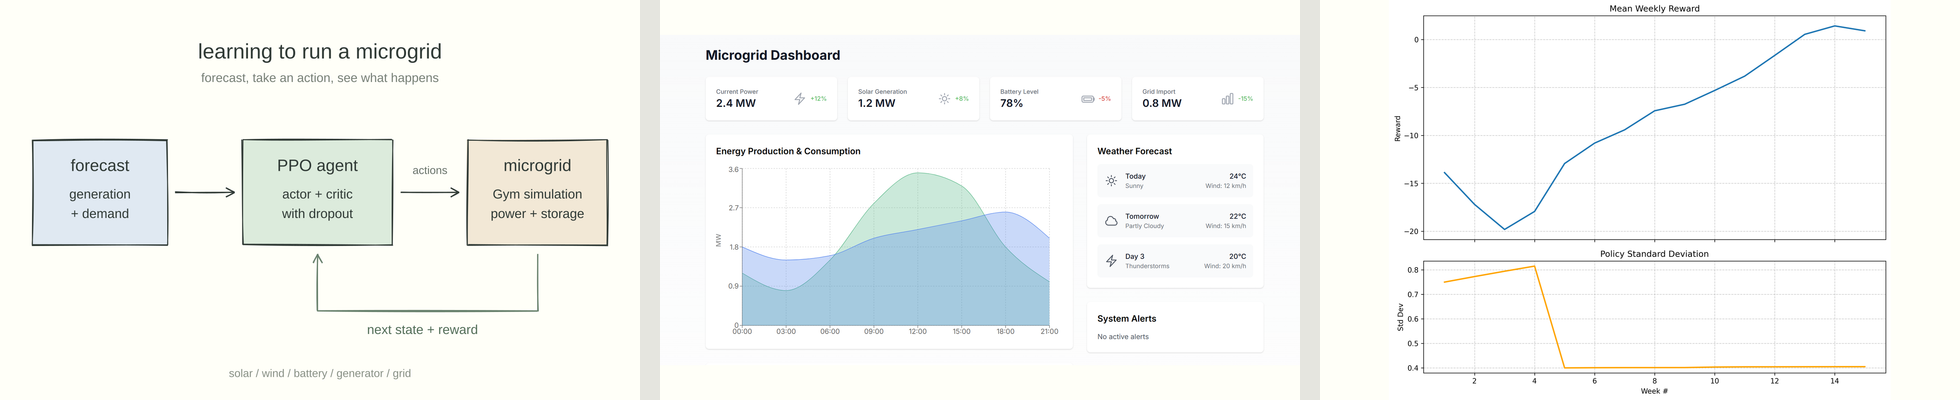 learning to run a microgrid
forecast, take an action, see what happens
forecast
generation
+ demand
PPO agent
actor + critic
with dropout
actions
microgrid
Gym simulation
power + storage
next state + reward
solar / wind / battery / generator / grid
Microgrid Dashboard
Current Power
2.4 MW
+12%
Solar Generation
1.2 MW
+8%
Battery Level
78%
-5%
Grid Import
0.8 MW
-15%
Energy Production & Consumption
3.6
2.7
1.8
0.9
0
MW
00:00 03:00 06:00 09:00 12:00 15:00 18:00 21:00
Weather Forecast
Today 24°C
Sunny Wind: 12 km/h
Tomorrow 22°C
Partly Cloudy Wind: 15 km/h
Day 3 20°C
Thunderstorms Wind: 20 km/h
System Alerts
No active alerts
Mean Weekly Reward
0
−5
−10
−15
−20
Reward
Policy Standard Deviation
0.8
0.7
0.6
0.5
0.4
Std Dev
2 4 6 8 10 12 14
Week #